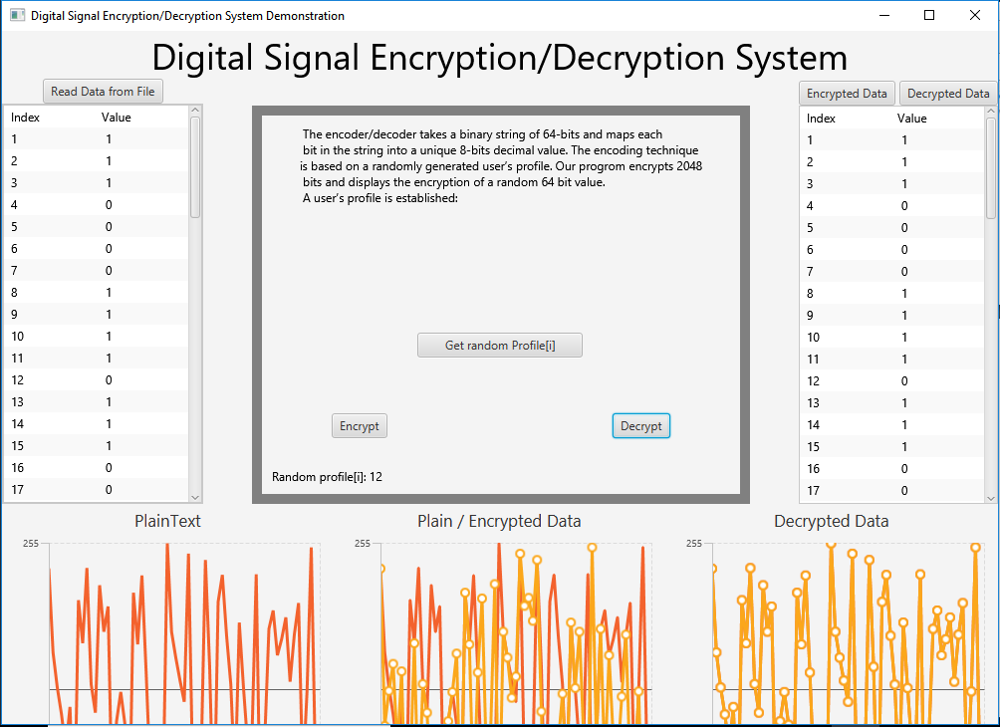 Digital Signal Encryption/Decryption System Demonstration
Digital Signal Encryption/Decryption System
Read Data from File
Index Value
1 1
2 1
3 1
4 0
5 0
6 0
7 0
8 1
9 1
10 1
11 1
12 0
13 1
14 1
15 1
16 0
17 0
The encoder/decoder takes a binary string of 64-bits and maps each
bit in the string into a unique 8-bits decimal value. The encoding technique
is based on a randomly generated user's profile. Our progrom encrypts 2048
bits and displays the encryption of a random 64 bit value.
A user's profile is established:
Get random Profile[i]
Encrypt
Decrypt
Random profile[i]: 12
Encrypted Data
Decrypted Data
Index Value
1 1
2 1
3 1
4 0
5 0
6 0
7 0
8 1
9 1
10 1
11 1
12 0
13 1
14 1
15 1
16 0
17 0
PlainText
255
Plain / Encrypted Data
255
Decrypted Data
255